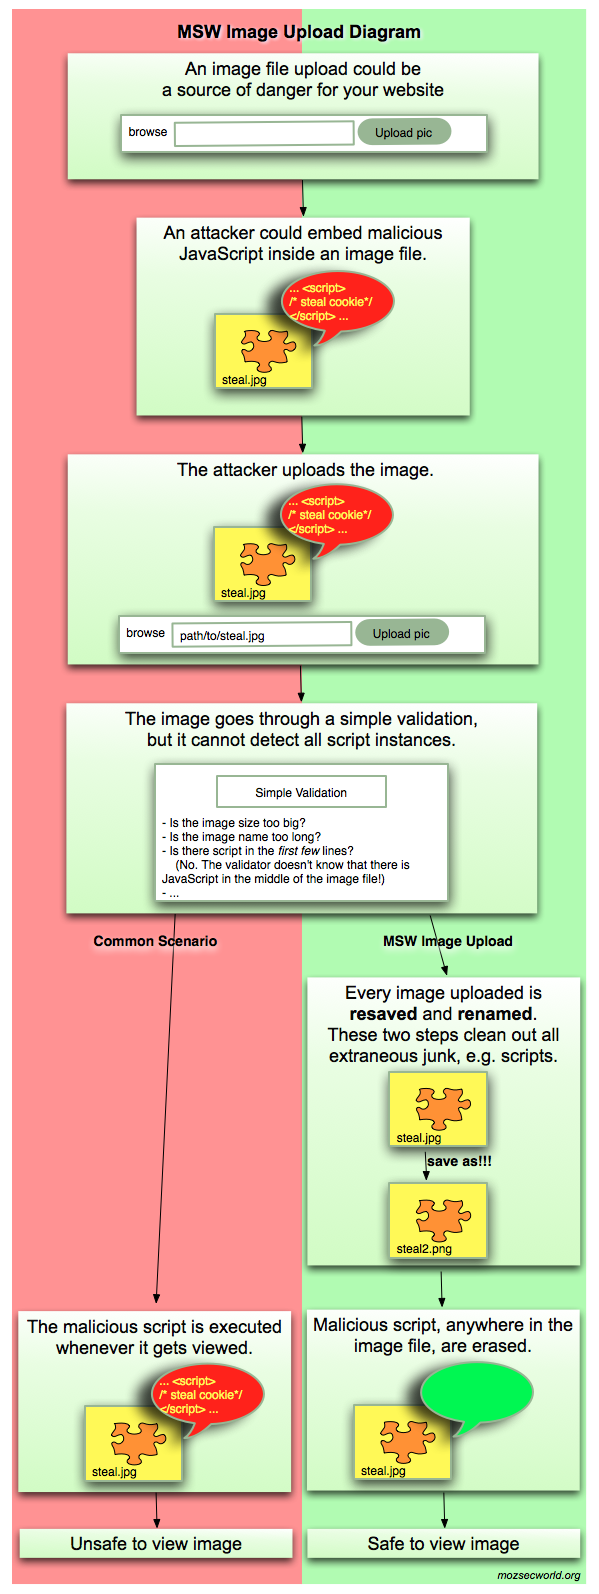 MSW Image Upload Diagram
An image file upload could be
a source of danger for your website
browse
Upload pic
An attacker could embed malicious
JavaScript inside an image file.
... <script>
/* steal cookie*/
</script> ...
steal.jpg
The attacker uploads the image.
... <script>
/* steal cookie*/
</script> ...
steal.jpg
browse
path/to/steal.jpg
Upload pic
The image goes through a simple validation,
but it cannot detect all script instances.
Simple Validation
- Is the image size too big?
- Is the image name too long?
- Is there script in the first few lines?
(No. The validator doesn't know that there is
JavaScript in the middle of the image file!)
- ...
Common Scenario
MSW Image Upload
Every image uploaded is
resaved and renamed.
These two steps clean out all
extraneous junk, e.g. scripts.
steal.jpg
save as!!!
steal2.png
The malicious script is executed
whenever it gets viewed.
... <script>
/* steal cookie*/
</script> ...
steal.jpg
Malicious script, anywhere in the
image file, are erased.
steal.jpg
Unsafe to view image
Safe to view image
mozsecworld.org